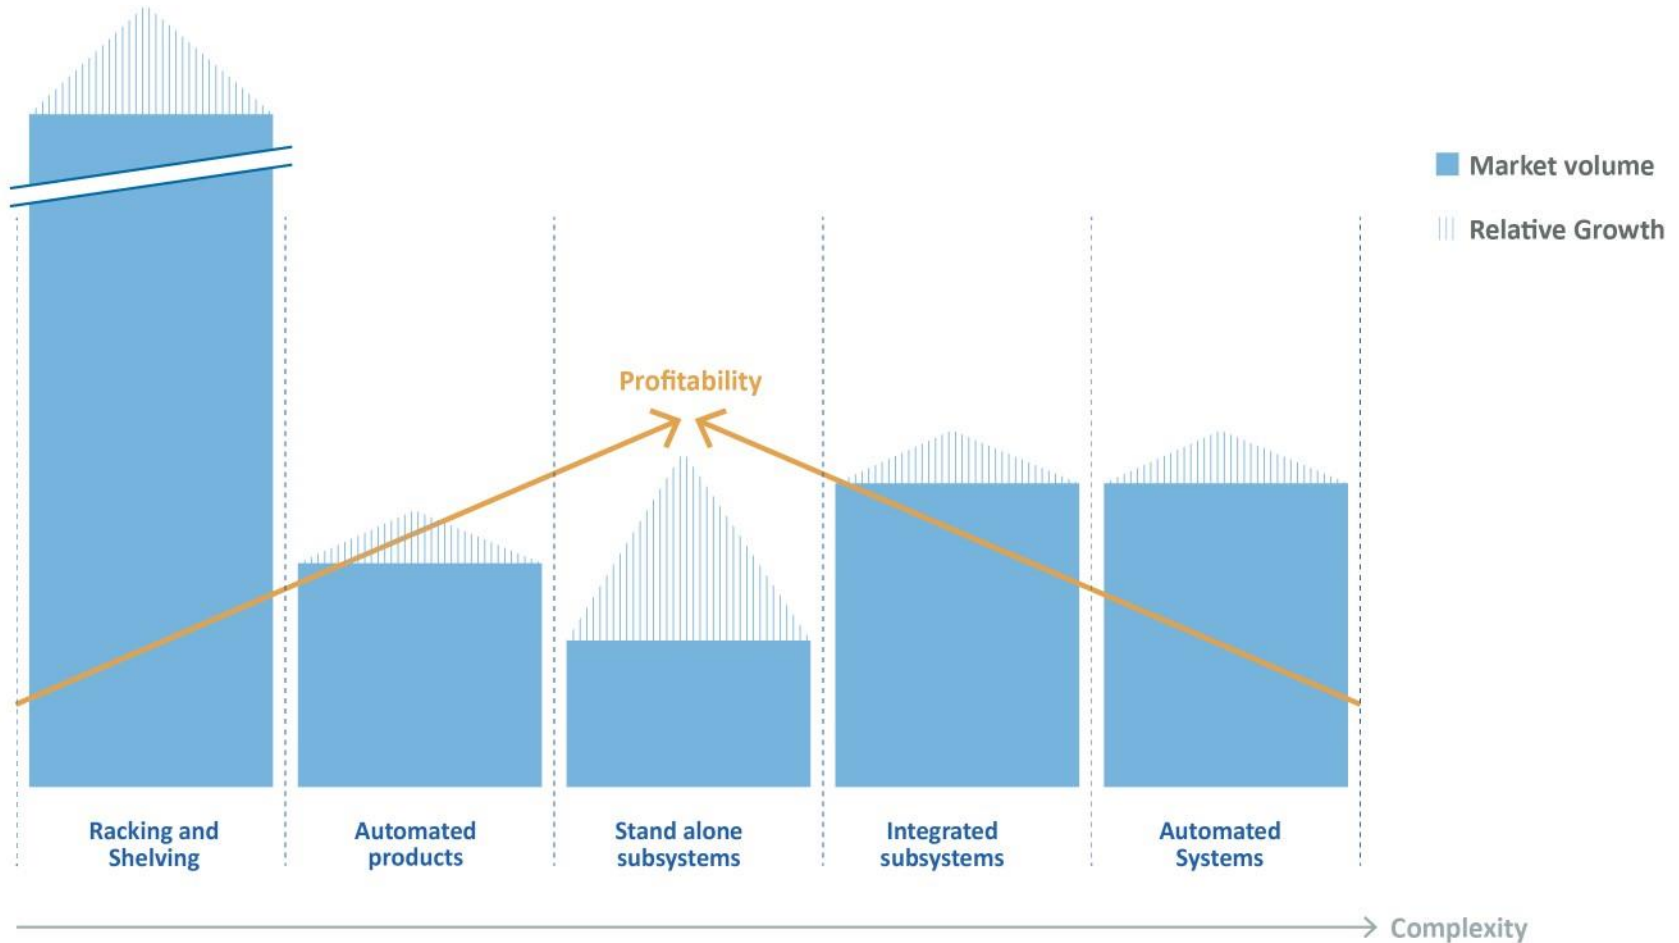 Market volume
Relative Growth
Profitability
Racking and
Shelving
Automated
products
Stand alone
subsystems
Integrated
subsystems
Automated
Systems
Complexity